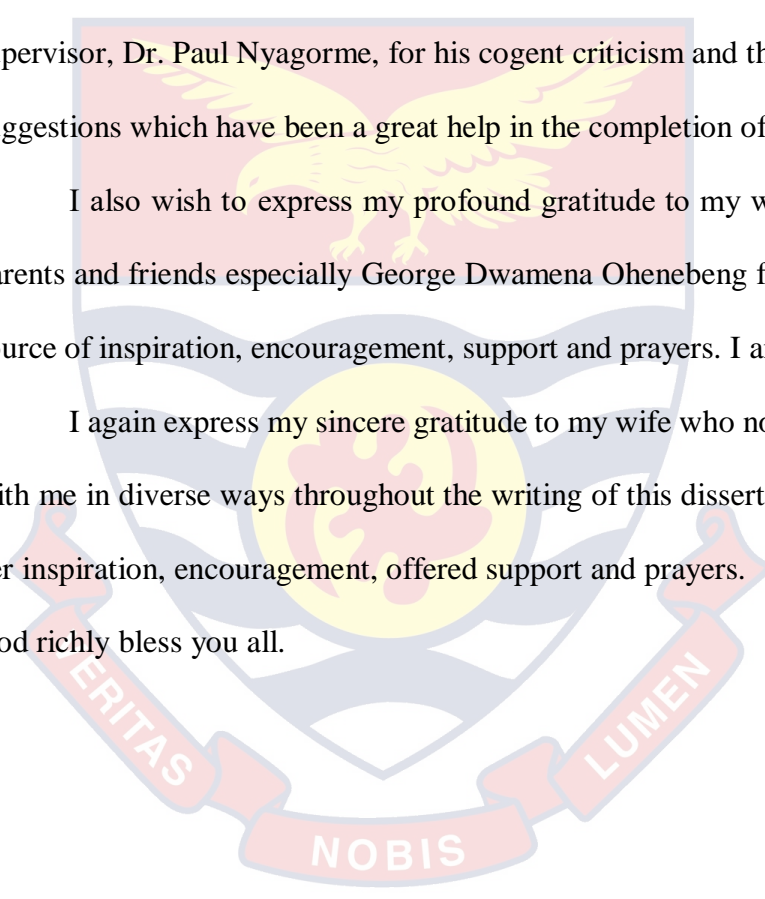 pervisor, Dr. Paul Nyagorme, for his cogent criticism and th
ggestions which have been a great help in the completion of
I also wish to express my profound gratitude to my w
rents and friends especially George Dwamena Ohenebeng f
urce of inspiration, encouragement, support and prayers. I a
I again express my sincere gratitude to my wife who no
ith me in diverse ways throughout the writing of this dissert
er inspiration, encouragement, offered support and prayers.
od richly bless you all.
VERITAS
NOBIS
LUMEN